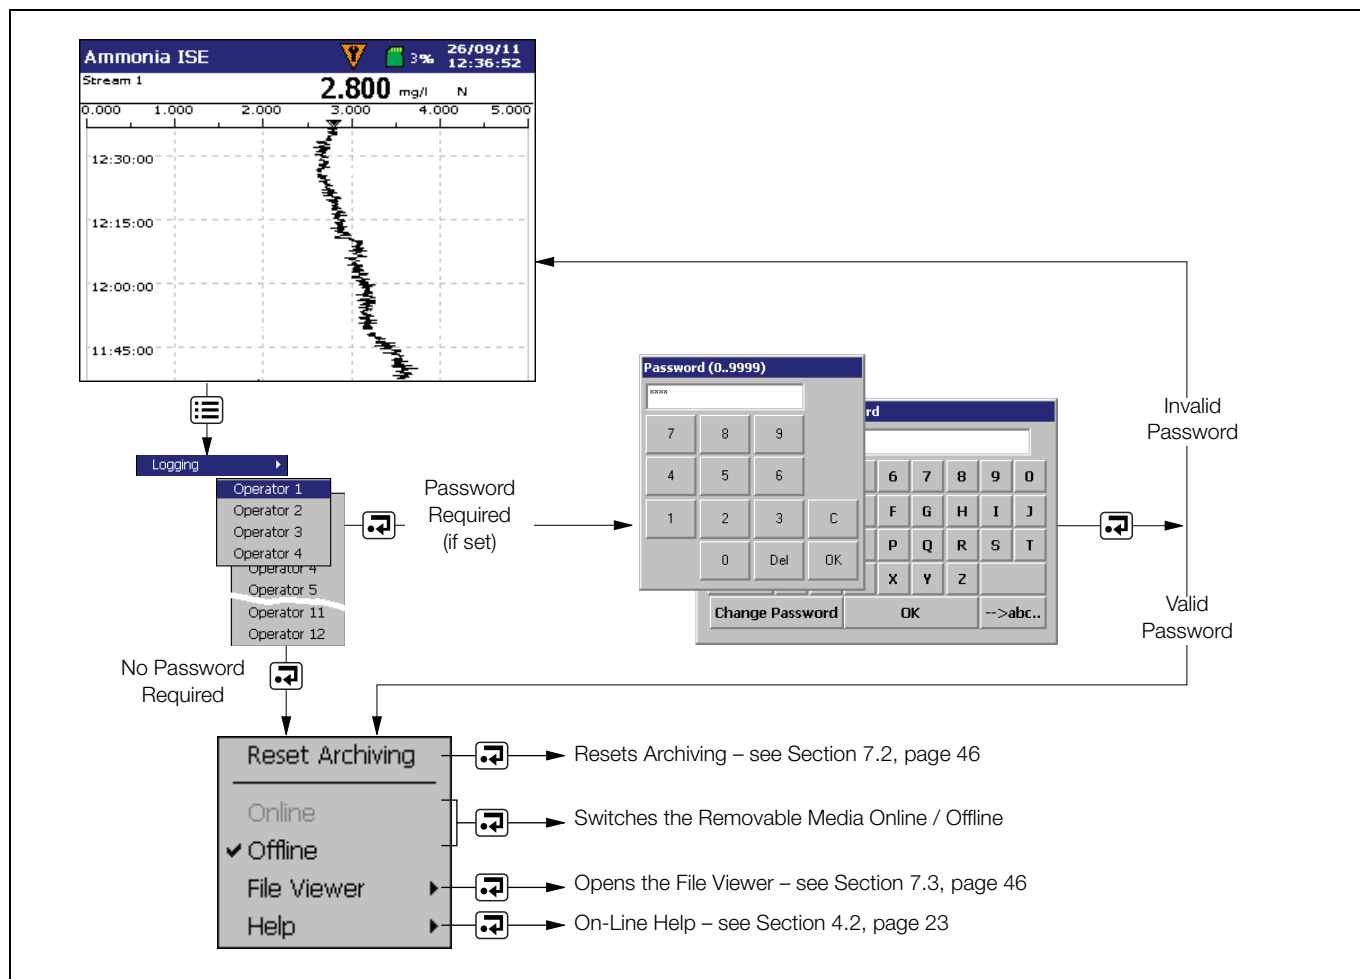 Ammonia ISE
3%
26/09/11
12:36:52
Stream 1
2.800 mg/l N
0.000 1.000 2.000 3.000 4.000 5.000
12:30:00
12:15:00
12:00:00
11:45:00
Logging
Operator 1
Operator 2
Operator 3
Operator 4
Operator 4
Operator 5
Operator 11
Operator 12
Password
Required
(if set)
Password (0..9999)
****
7 8 9
4 5 6
1 2 3 C
0 Del OK
rd
6 7 8 9 0
F G H I J
P Q R S T
X Y Z
Change Password OK -->abc..
Invalid
Password
Valid
Password
No Password
Required
Reset Archiving
Online
Offline
File Viewer
Help
Resets Archiving – see Section 7.2, page 46
Switches the Removable Media Online / Offline
Opens the File Viewer – see Section 7.3, page 46
On-Line Help – see Section 4.2, page 23